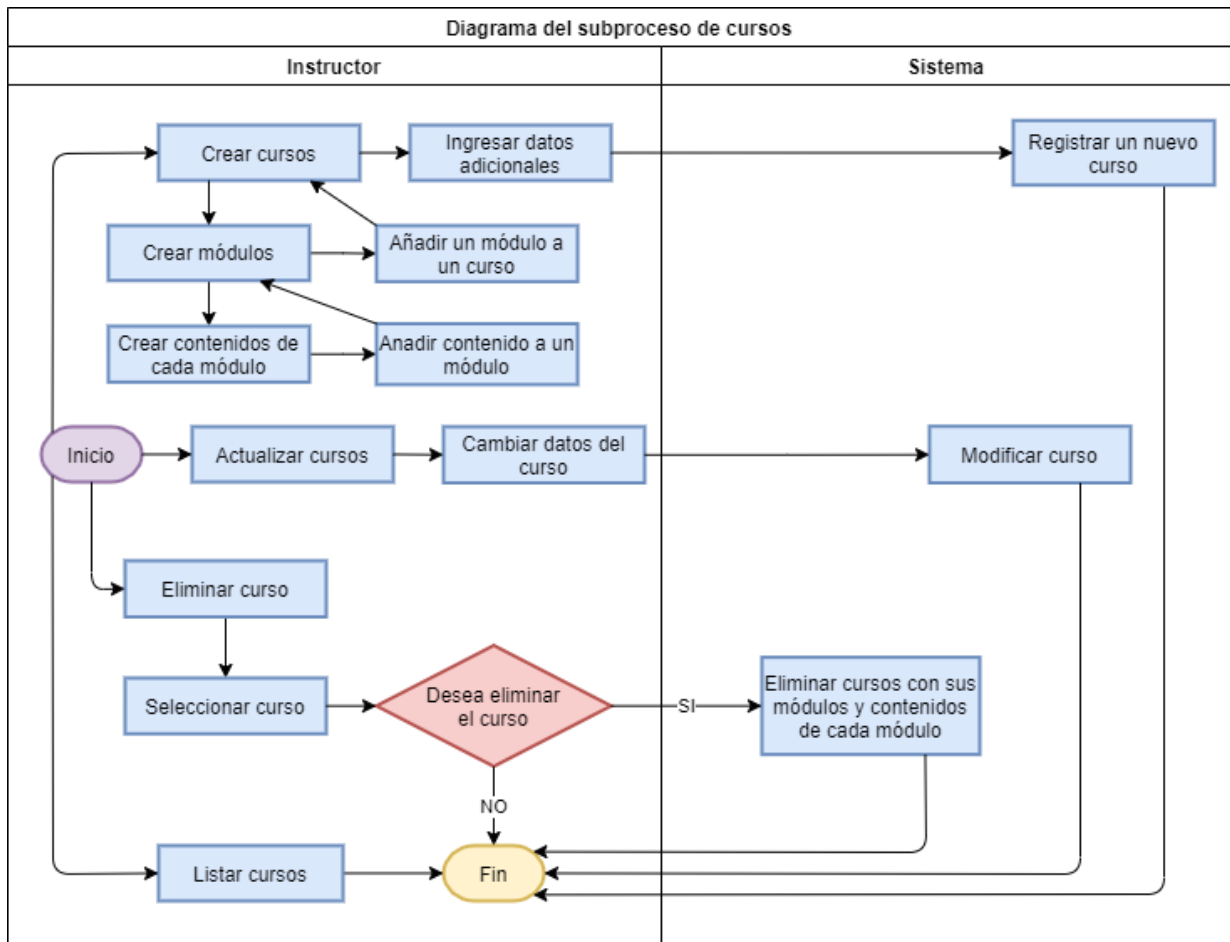 Diagrama del subproceso de cursos
Instructor
Sistema
Crear cursos
Ingresar datos
adicionales
Registrar un nuevo
curso
Crear módulos
Añadir un módulo a
un curso
Crear contenidos de
cada módulo
Anadir contenido a un
módulo
Inicio
Actualizar cursos
Cambiar datos del
curso
Modificar curso
Eliminar curso
Seleccionar curso
Desea eliminar
el curso
SI
Eliminar cursos con sus
módulos y contenidos
de cada módulo
NO
Listar cursos
Fin